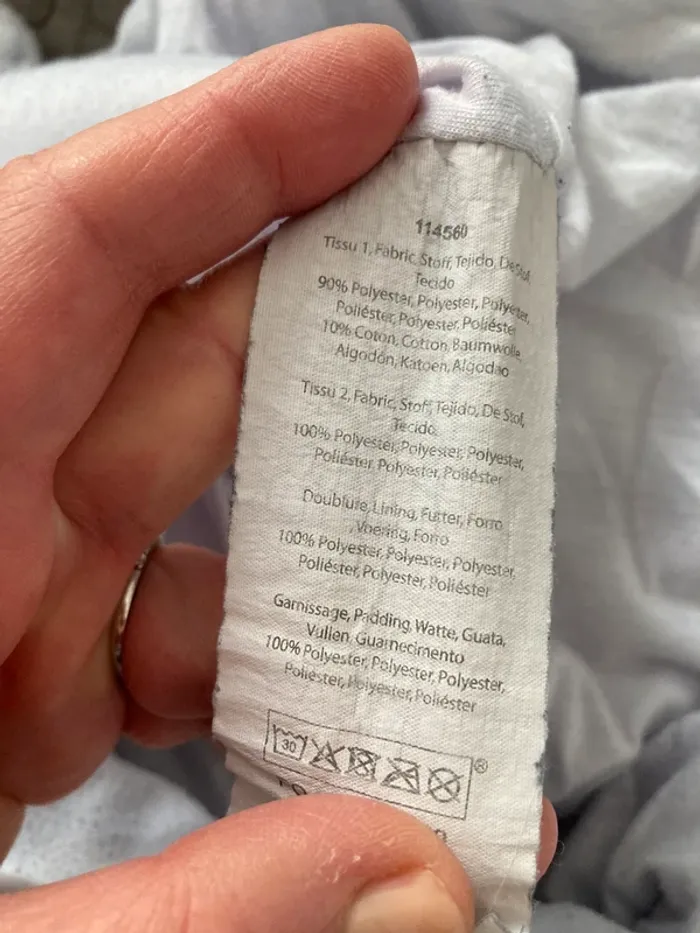 114560
Tissu 1, Fabric, Stoff, Tejido, De Stof,
Tecido
90% Polyester, Polyester, Polyester,
Poliéster, Polyester, Poliéster
10% Coton, Cotton, Baumwolle,
Algodón, Katoen, Algodao
Tissu 2, Fabric, Stoff, Tejido, De Stof,
Tecido
100% Polyester, Polyester, Polyester,
Poliéster, Polyester, Poliéster
Doublure, Lining, Futter, Forro
, Voering, Forro
100% Polyester, Polyester, Polyester,
Poliéster, Polyester, Poliéster
Garnissage, Padding, Watte, Guata,
Vullen, Guarnecimento
100% Polyester, Polyester, Polyester,
Poliéster, Polyester, Poliéster
30 ®